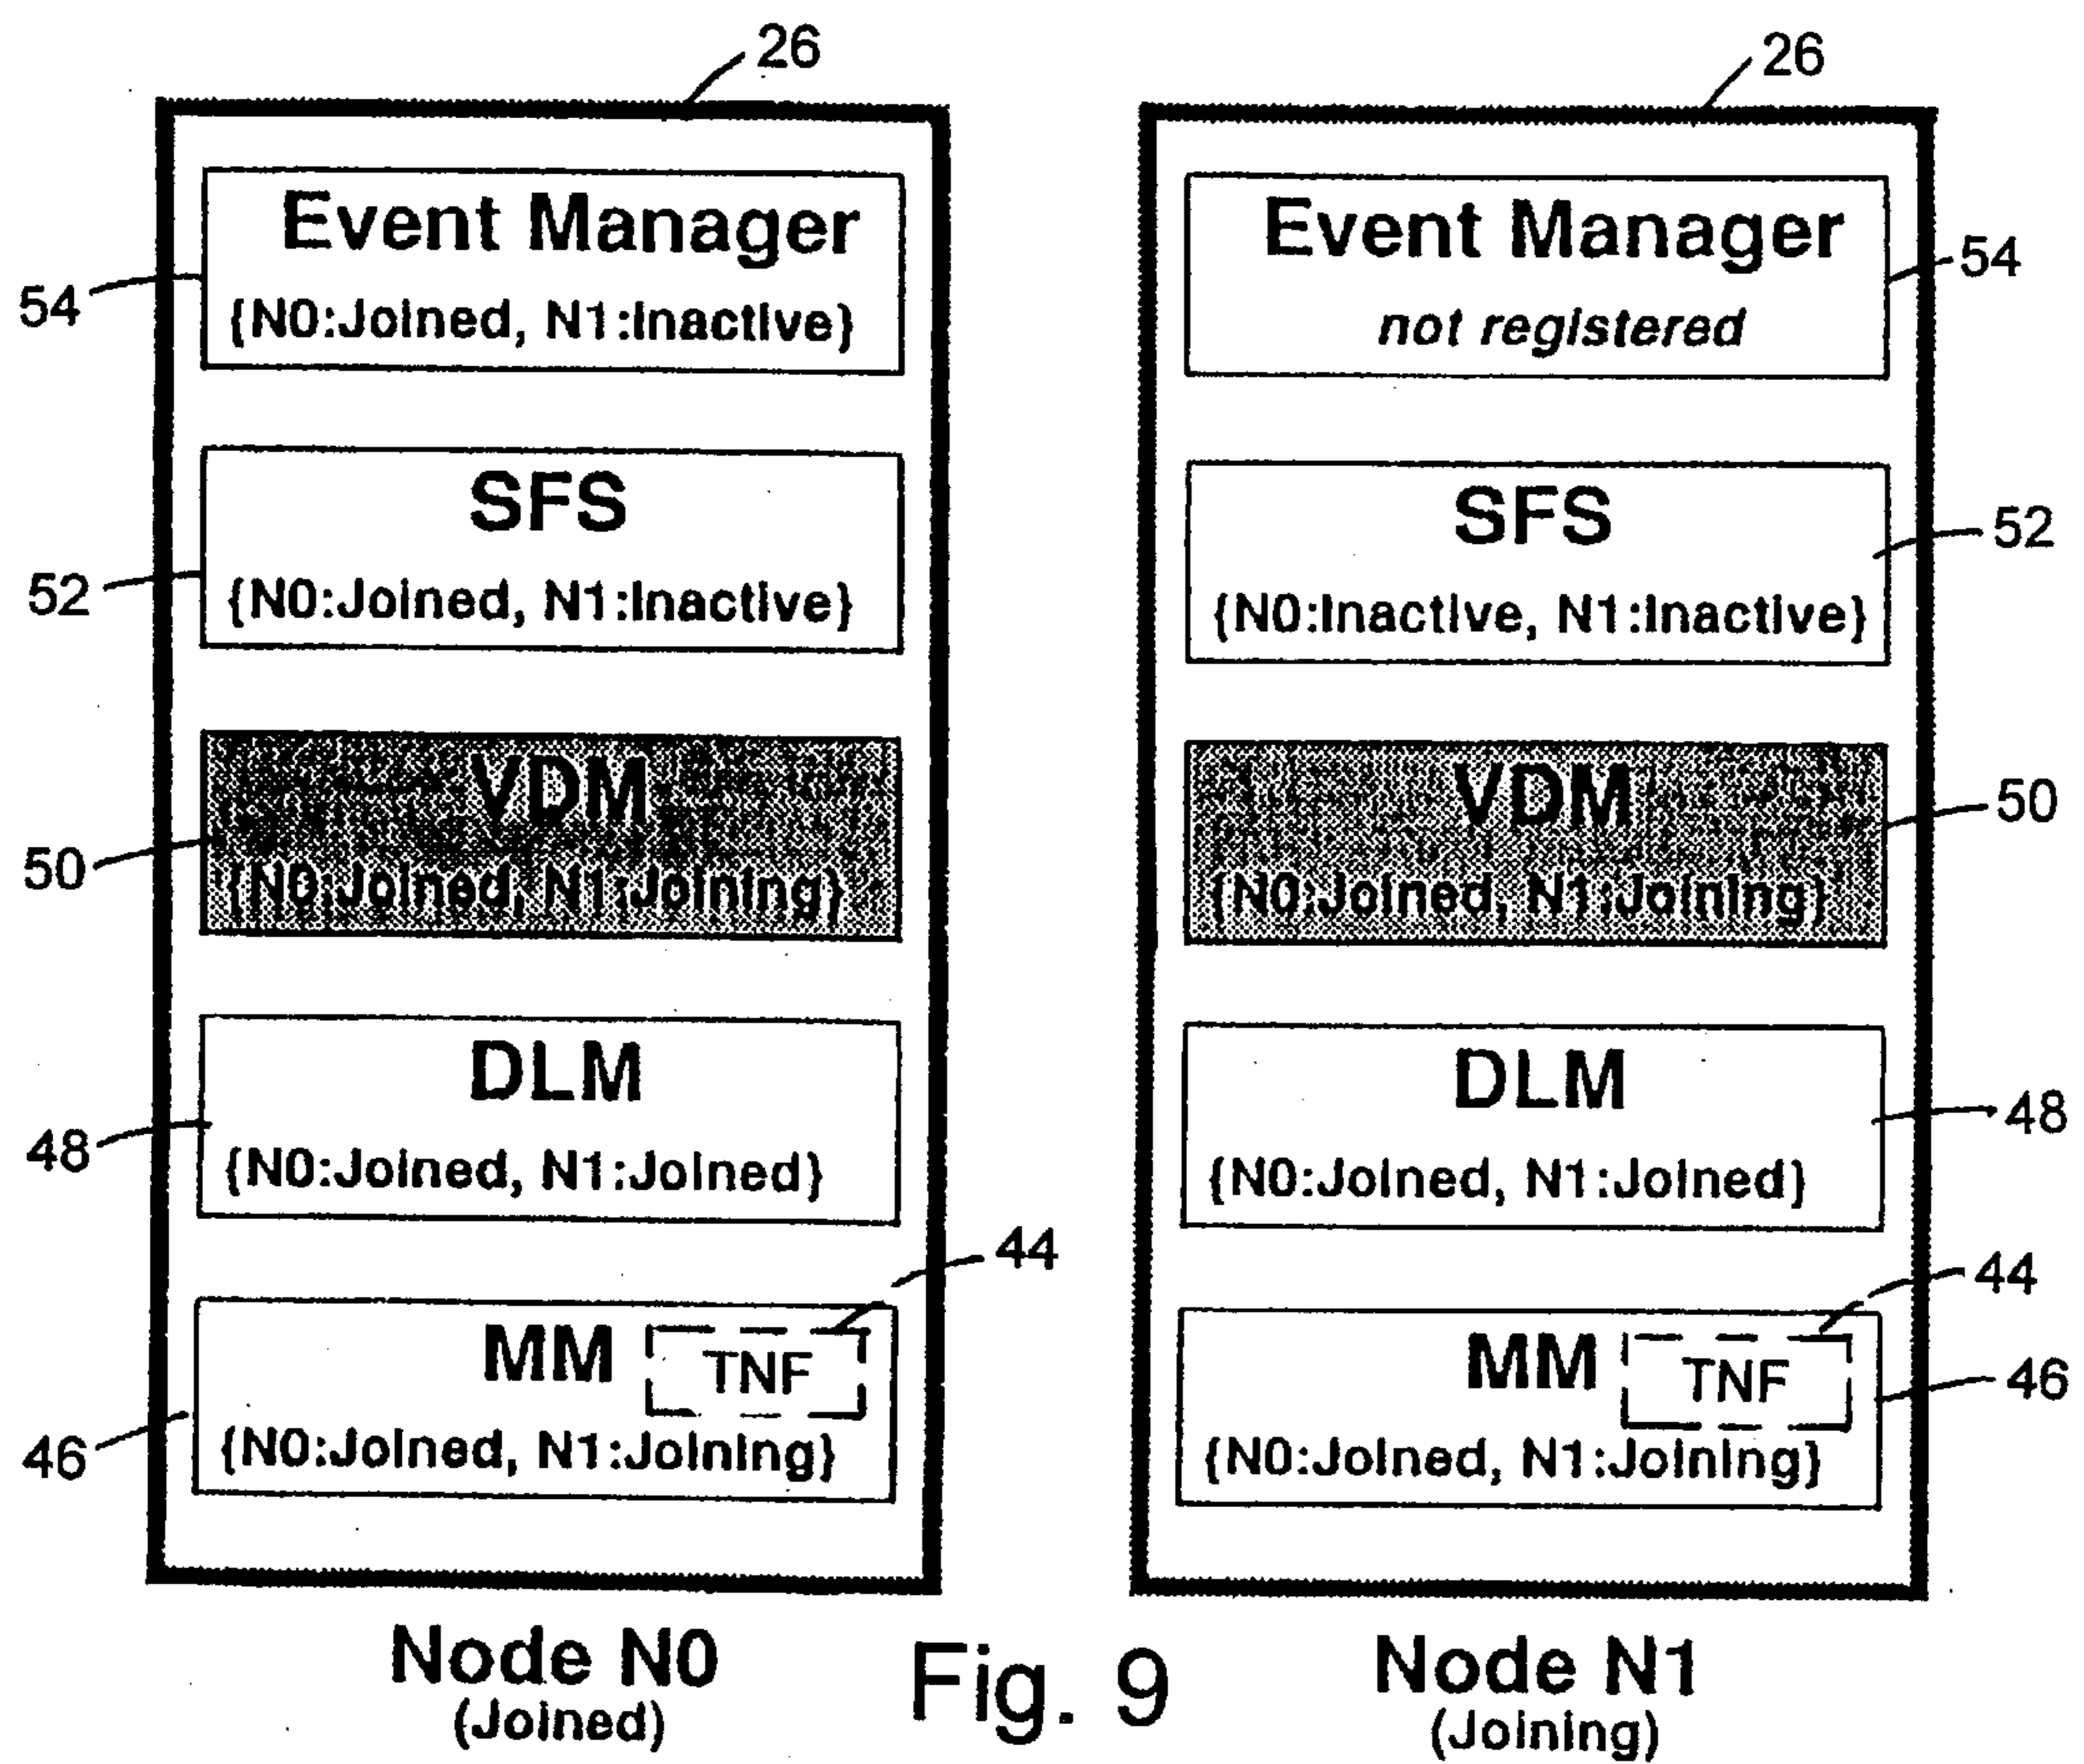 26
Event Manager
54
{N0:Joined, N1:Inactive}
SFS
52
{N0:Joined, N1:Inactive}
VDM
50
{N0:Joined, N1:Joining}
DLM
48
{N0:Joined, N1:Joined}
44
MM
TNF
46
{N0:Joined, N1:Joining}
Node N0
(Joined)
26
Event Manager
54
not registered
SFS
52
{N0:Inactive, N1:Inactive}
VDM
50
{N0:Joined, N1:Joining}
DLM
48
{N0:Joined, N1:Joined}
44
MM
TNF
46
{N0:Joined, N1:Joining}
Node N1
(Joining)
Fig. 9